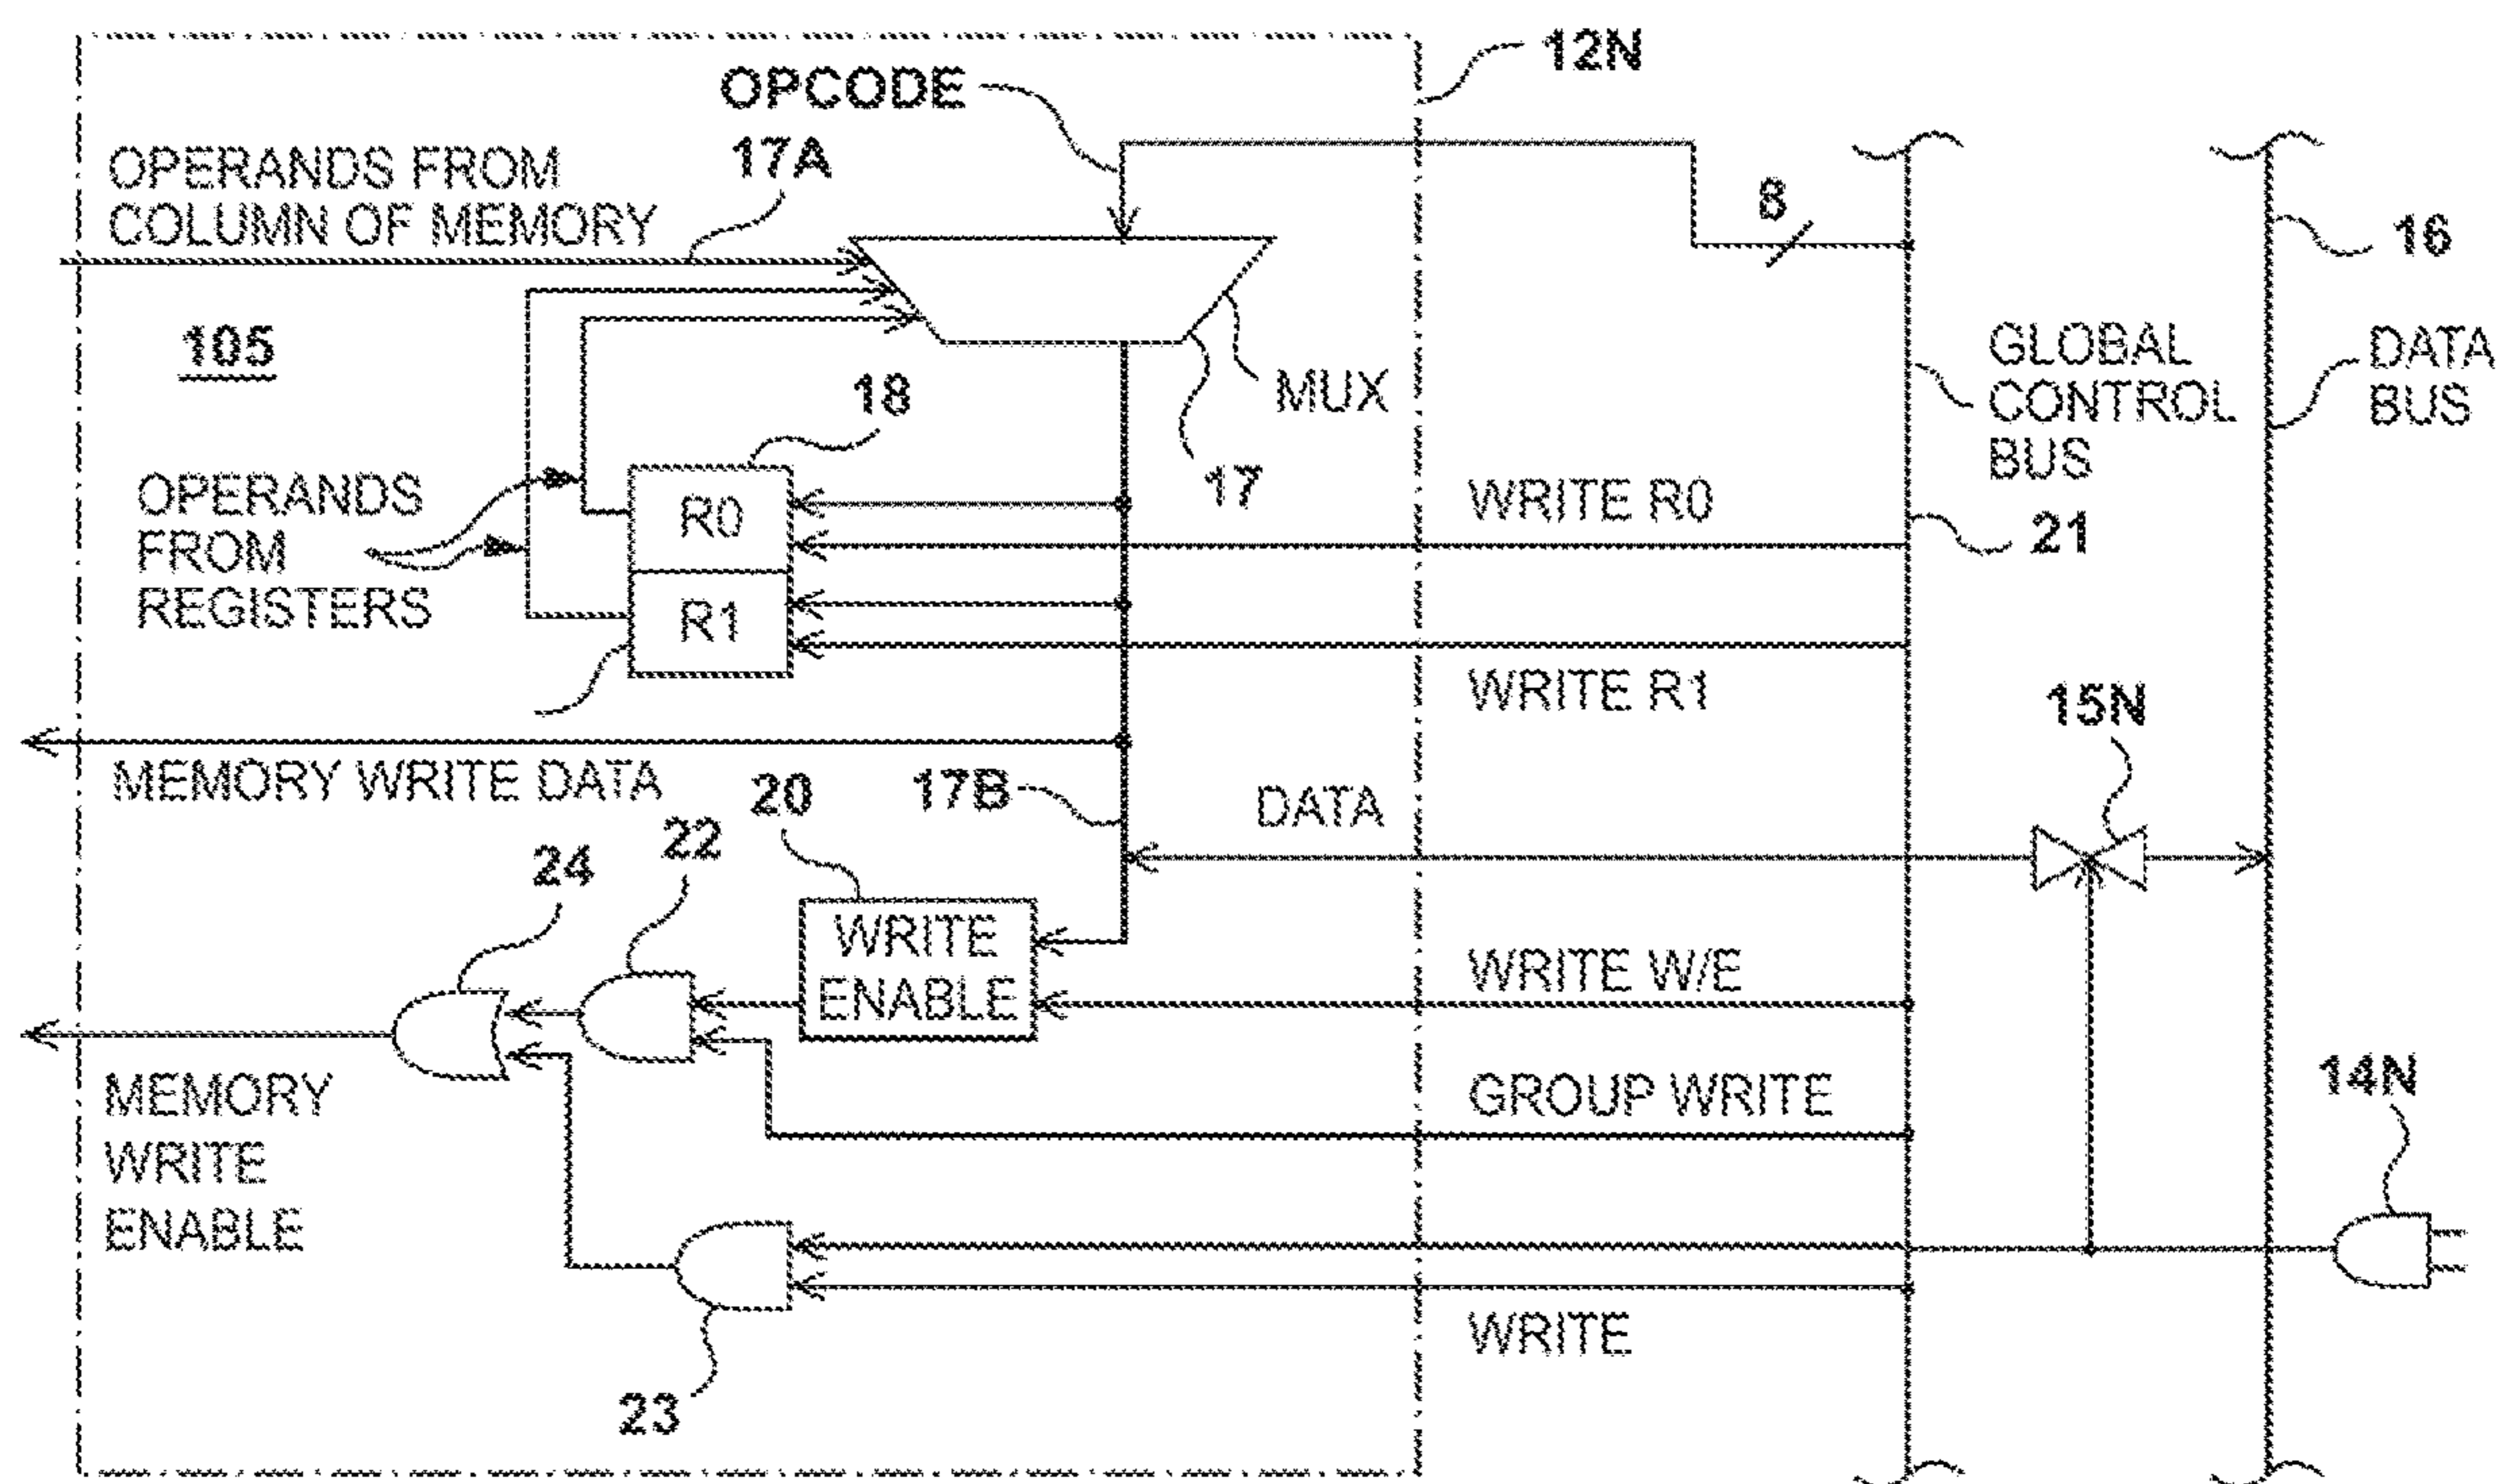 12N
OPCODE
17A
OPERANDS FROM
COLUMN OF MEMORY
8
16
105
18
MUX
17
GLOBAL
CONTROL
BUS
DATA
BUS
OPERANDS
FROM
REGISTERS
R0
R1
WRITE R0
21
WRITE R1
15N
MEMORY WRITE DATA
20
17B
DATA
24
22
WRITE
ENABLE
WRITE W/E
GROUP WRITE
14N
MEMORY
WRITE
ENABLE
WRITE
23